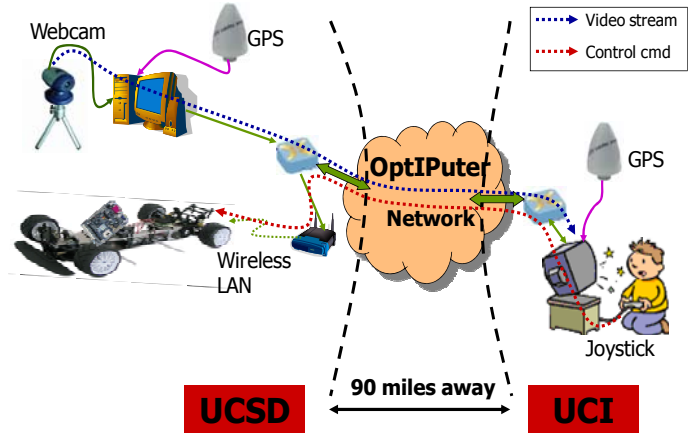 Webcam
GPS
Video stream
Control cmd
OptIPuter
Network
GPS
Wireless
LAN
Joystick
90 miles away
UCSD
UCI